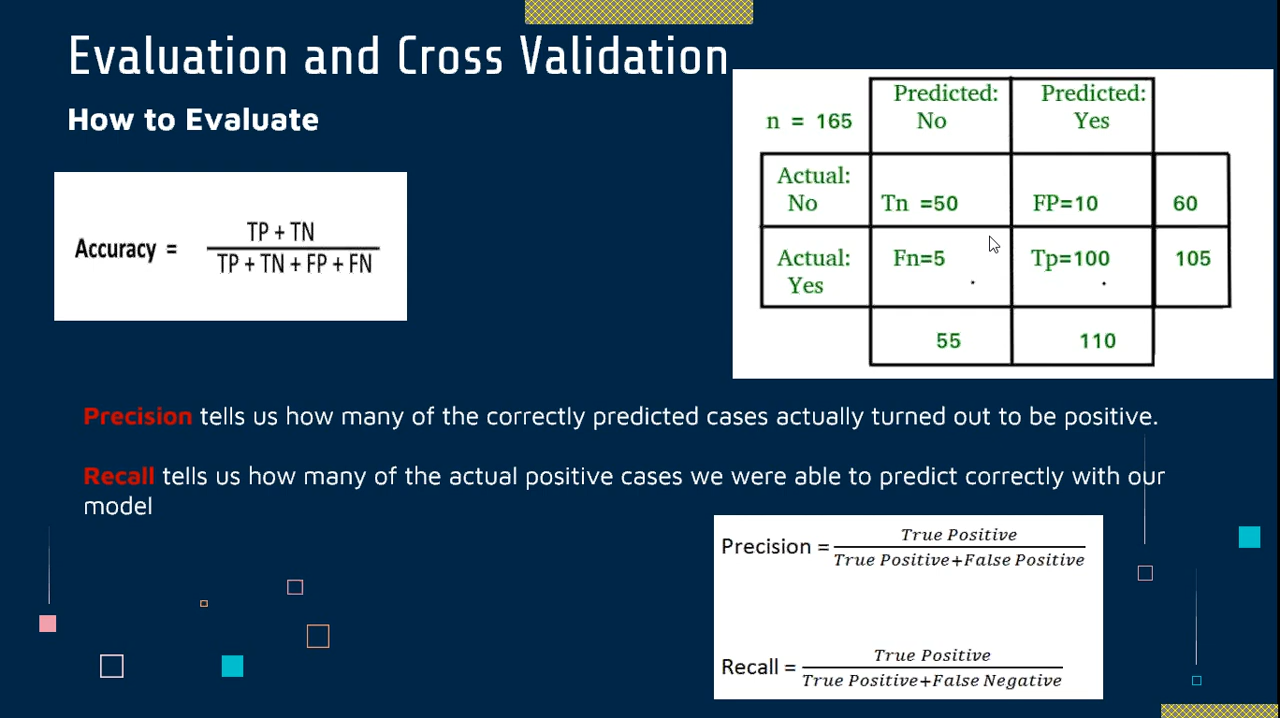 Evaluation and Cross Validation
How to Evaluate
Accuracy = TP + TN
TP + TN + FP + FN
n = 165
Predicted: No
Predicted: Yes
Actual: No
Tn =50
FP=10
60
Actual: Yes
Fn=5
Tp=100
105
55
110
Precision tells us how many of the correctly predicted cases actually turned out to be positive.
Recall tells us how many of the actual positive cases we were able to predict correctly with our
model
Precision = True Positive
True Positive+False Positive
Recall = True Positive
True Positive+False Negative